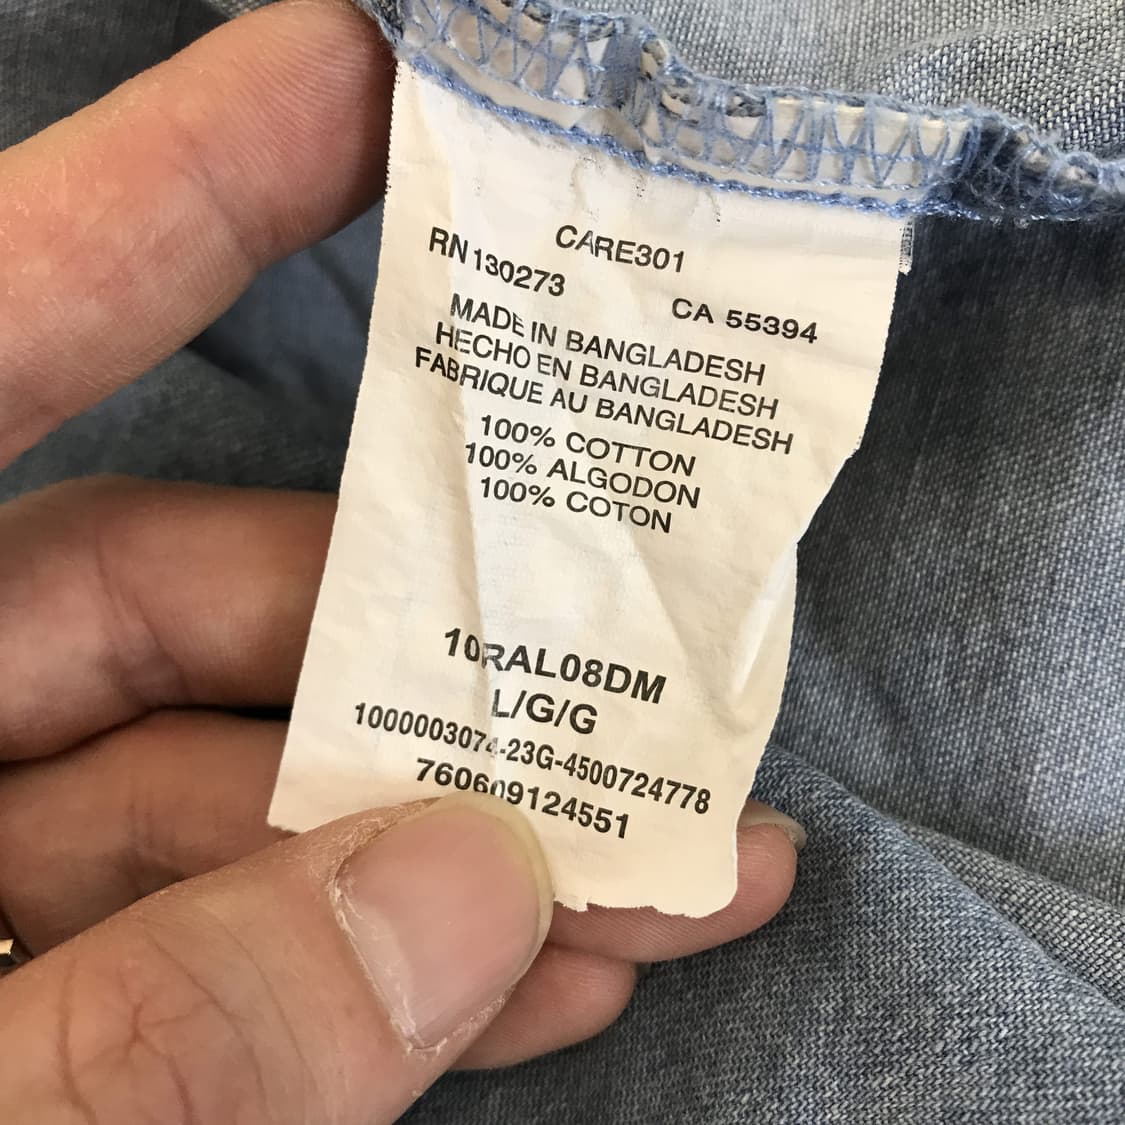 CARE301
RN 130273
CA 55394
MADE IN BANGLADESH
HECHO EN BANGLADESH
FABRIQUE AU BANGLADESH
100% COTTON
100% ALGODON
100% COTON
10RAL08DM
L/G/G
1000003074-23G-4500724778
760609124551